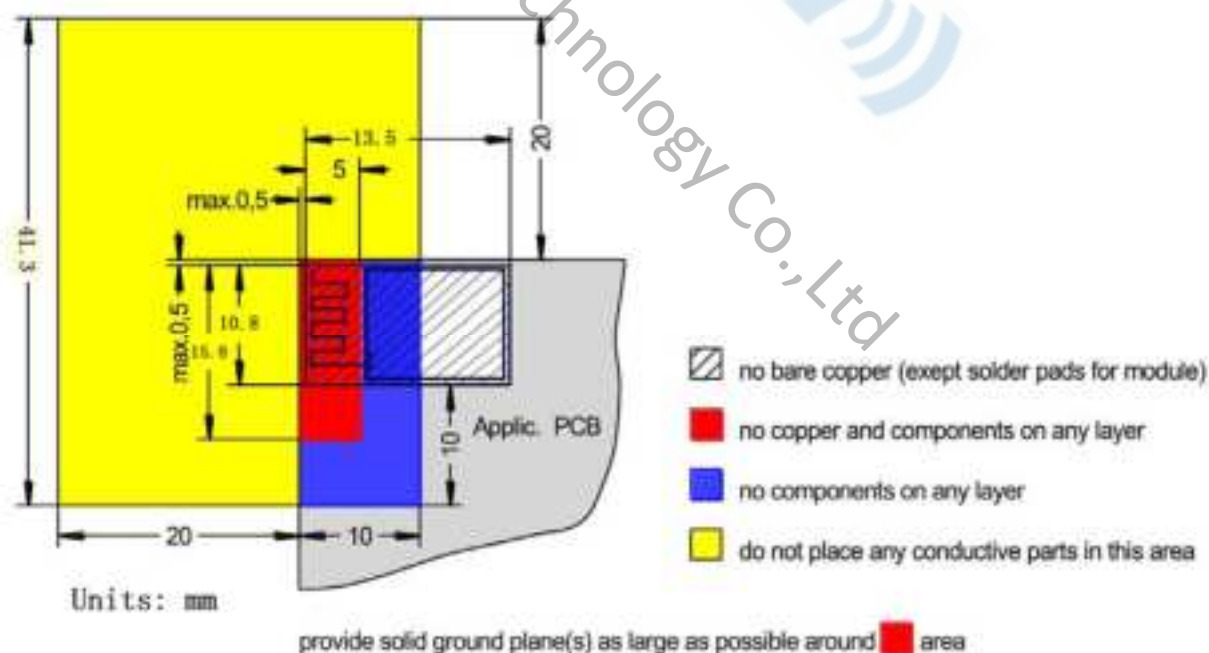 chnology Co.,Ltd
13.5
20
5
max.0,5
41.3
max.0,5
10.8
10
Applic. PCB
20
10
Units: mm
no bare copper (exept solder pads for module)
no copper and components on any layer
no components on any layer
do not place any conductive parts in this area
provide solid ground plane(s) as large as possible around area